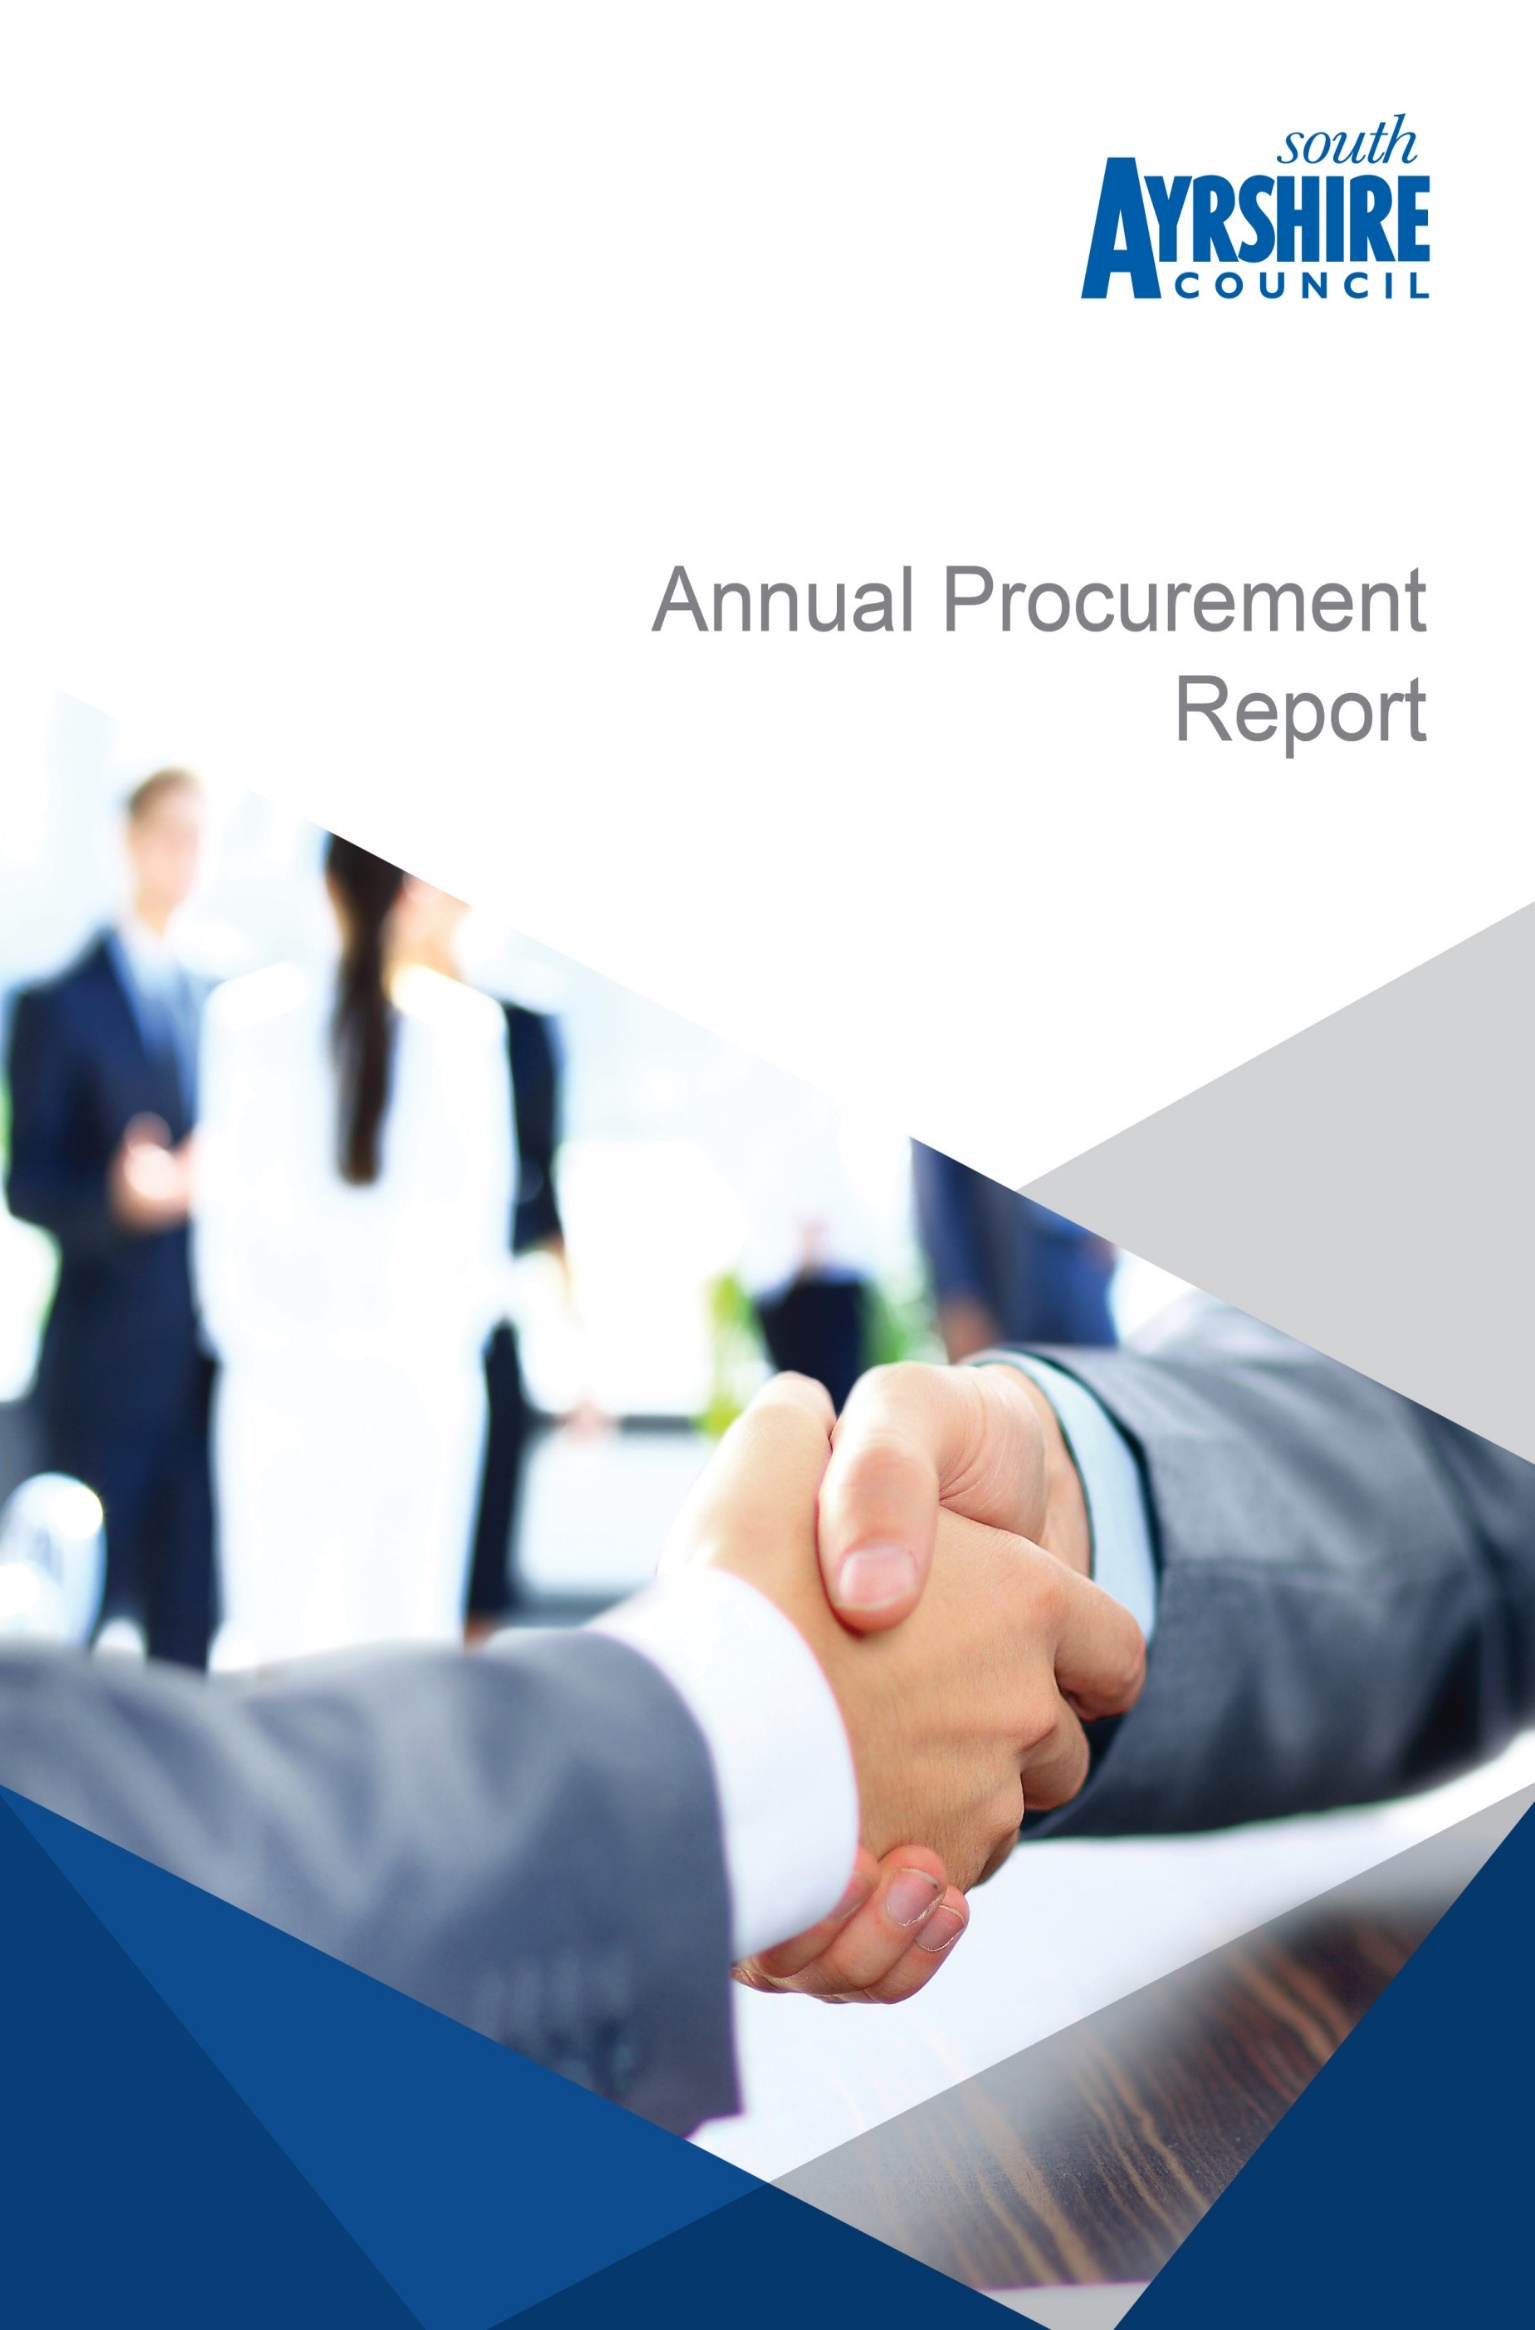 south
AYRSHIRE
COUNCIL
Annual Procurement
Report